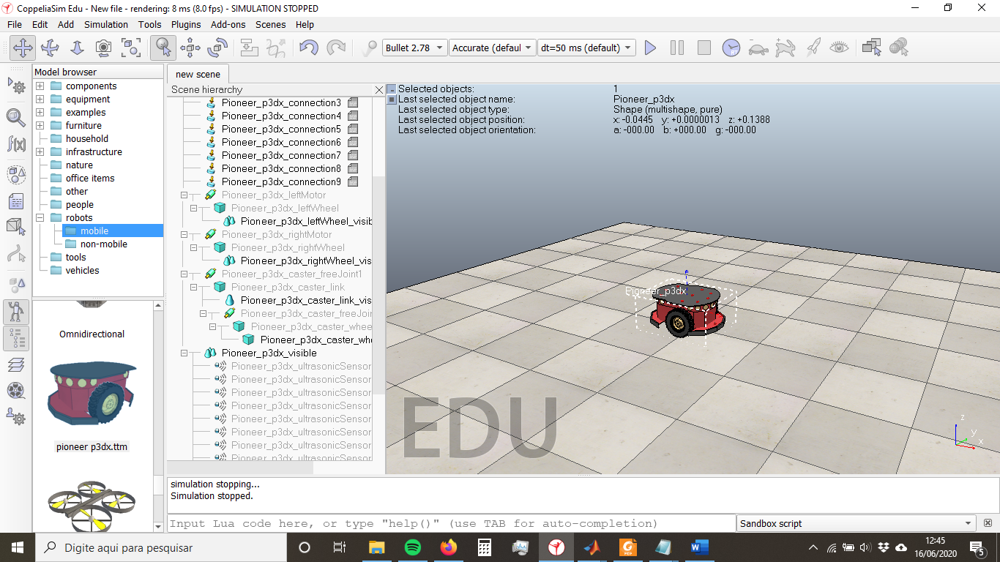 CoppeliaSim Edu - New file - rendering: 8 ms (8.0 fps) - SIMULATION STOPPED
File Edit Add Simulation Tools Plugins Add-ons Scenes Help
Bullet 2.78 Accurate (defaul dt=50 ms (default)
Model browser
components
equipment
examples
furniture
household
infrastructure
nature
office items
other
people
robots
mobile
non-mobile
tools
vehicles
Omnidirectional
pioneer p3dx.ttm
new scene
Scene hierarchy
Pioneer_p3dx_connection3
Pioneer_p3dx_connection4
Pioneer_p3dx_connection5
Pioneer_p3dx_connection6
Pioneer_p3dx_connection7
Pioneer_p3dx_connection8
Pioneer_p3dx_connection9
Pioneer_p3dx_leftMotor
Pioneer_p3dx_leftWheel
Pioneer_p3dx_leftWheel_visib
Pioneer_p3dx_rightMotor
Pioneer_p3dx_rightWheel
Pioneer_p3dx_rightWheel_vis
Pioneer_p3dx_caster_freeJoint1
Pioneer_p3dx_caster_link
Pioneer_p3dx_caster_link_vis
Pioneer_p3dx_caster_freeJoi
Pioneer_p3dx_caster_whee
Pioneer_p3dx_caster_whe
Pioneer_p3dx_visible
Pioneer_p3dx_ultrasonicSensor
Pioneer_p3dx_ultrasonicSensor
Pioneer_p3dx_ultrasonicSensor
Pioneer_p3dx_ultrasonicSensor
Pioneer_p3dx_ultrasonicSensor
Pioneer_p3dx_ultrasonicSensor
Pioneer_p3dx_ultrasonicSensor
Pioneer_p3dx_ultrasonicSensor
Selected objects: 1
Last selected object name: Pioneer_p3dx
Last selected object type: Shape (multishape, pure)
Last selected object position: x: -0.0445 y: +0.0000013 z: +0.1388
Last selected object orientation: a: -000.00 b: +000.00 g: -000.00
Pioneer_p3dx
EDU
z
y
x
simulation stopping...
Simulation stopped.
Input Lua code here, or type "help()" (use TAB for auto-completion)
Sandbox script
Digite aqui para pesquisar
12:45
16/06/2020
5